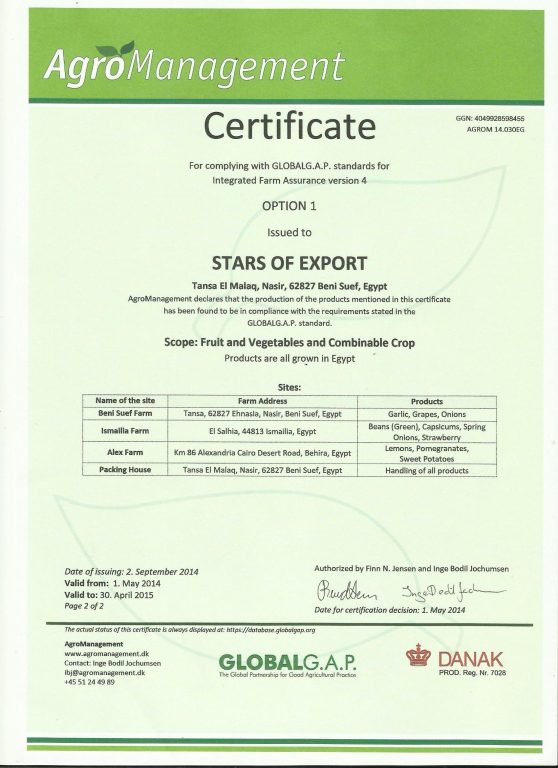 AgroManagement
Certificate
GGN: 4049928598455
AGROM 14.030EG
For complying with GLOBALG.A.P. standards for
Integrated Farm Assurance version 4
OPTION 1
Issued to
STARS OF EXPORT
Tansa El Malaq, Nasir, 62827 Beni Suef, Egypt
AgroManagement declares that the production of the products mentioned in this certificate
has been found to be in compliance with the requirements stated in the
GLOBALG.A.P. standard.
Scope: Fruit and Vegetables and Combinable Crop
Products are all grown in Egypt
Sites:
Name of the site Farm Address Products
Beni Suef Farm Tansa, 62827 Ehnasia, Nasir, Beni Suef, Egypt Garlic, Grapes, Onions
Ismailia Farm El Salhia, 44813 Ismailia, Egypt Beans (Green), Capsicums, Spring
Onions, Strawberry
Alex Farm Km 86 Alexandria Cairo Desert Road, Behira, Egypt Lemons, Pomegranates,
Sweet Potatoes
Packing House Tansa El Malaq, Nasir, 62827 Beni Suef, Egypt Handling of all products
Date of issuing: 2. September 2014
Valid from: 1. May 2014
Valid to: 30. April 2015
Page 2 of 2
Authorized by Finn N. Jensen and Inge Bodil Jochumsen
Date for certification decision: 1. May 2014
The actual status of this certificate is always displayed at: https://database.globalgap.org
AgroManagement
www.agromanagement.dk
Contact: Inge Bodil Jochumsen
ibj@agromanagement.dk
+45 51 24 49 89
GLOBALG.A.P.
The Global Partnership for Good Agricultural Practice
DANAK
PROD. Reg. Nr. 7028